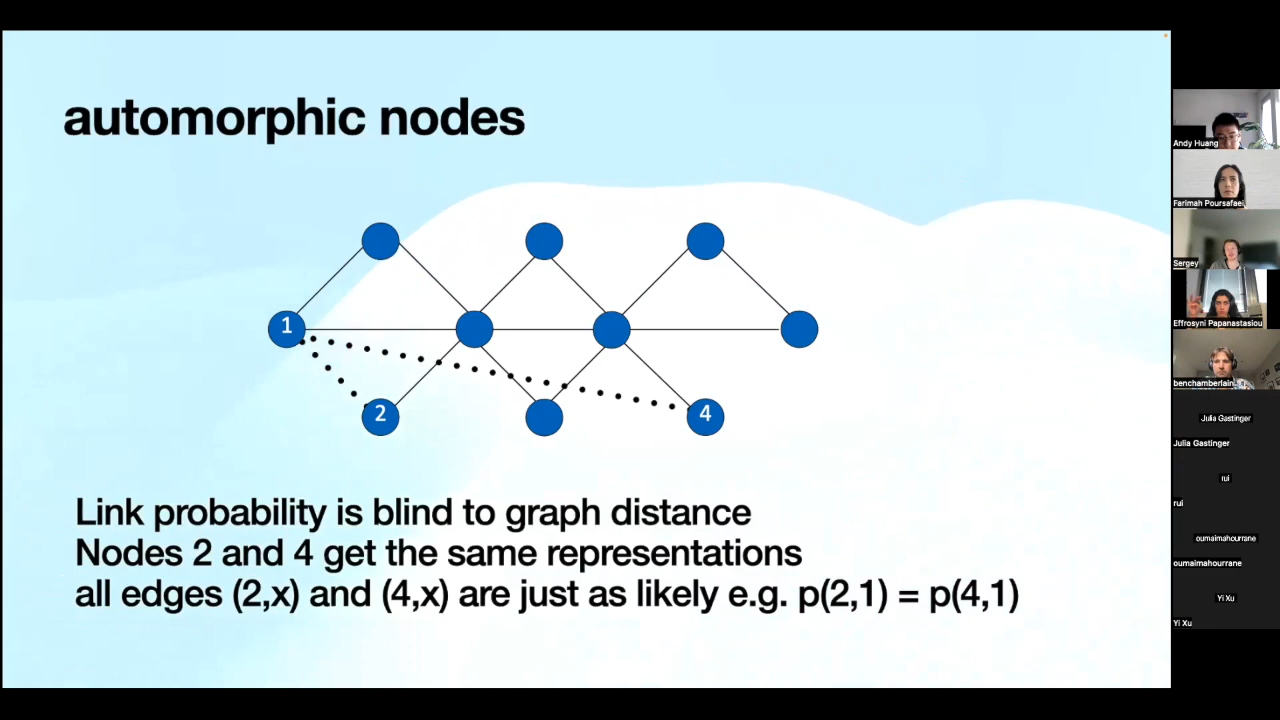 automorphic nodes
1
2
4
Link probability is blind to graph distance
Nodes 2 and 4 get the same representations
all edges (2,x) and (4,x) are just as likely e.g. p(2,1) = p(4,1)
Andy Huang
Farimah Poursafaei
Sergey
Effrosyni Papanastasiou
benchamberlain
Julia Gastinger
Julia Gastinger
rui
rui
oumaimahourrane
oumaimahourrane
Yi Xu
Yi Xu